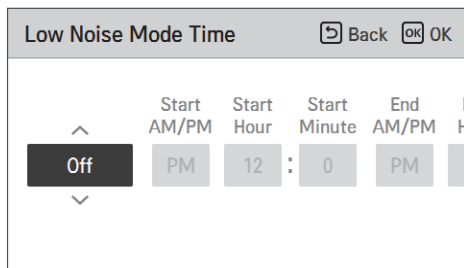 Low Noise Mode Time Back OK OK
Start Start Start End
AM/PM Hour Minute AM/PM
Off PM 12 : 0 PM